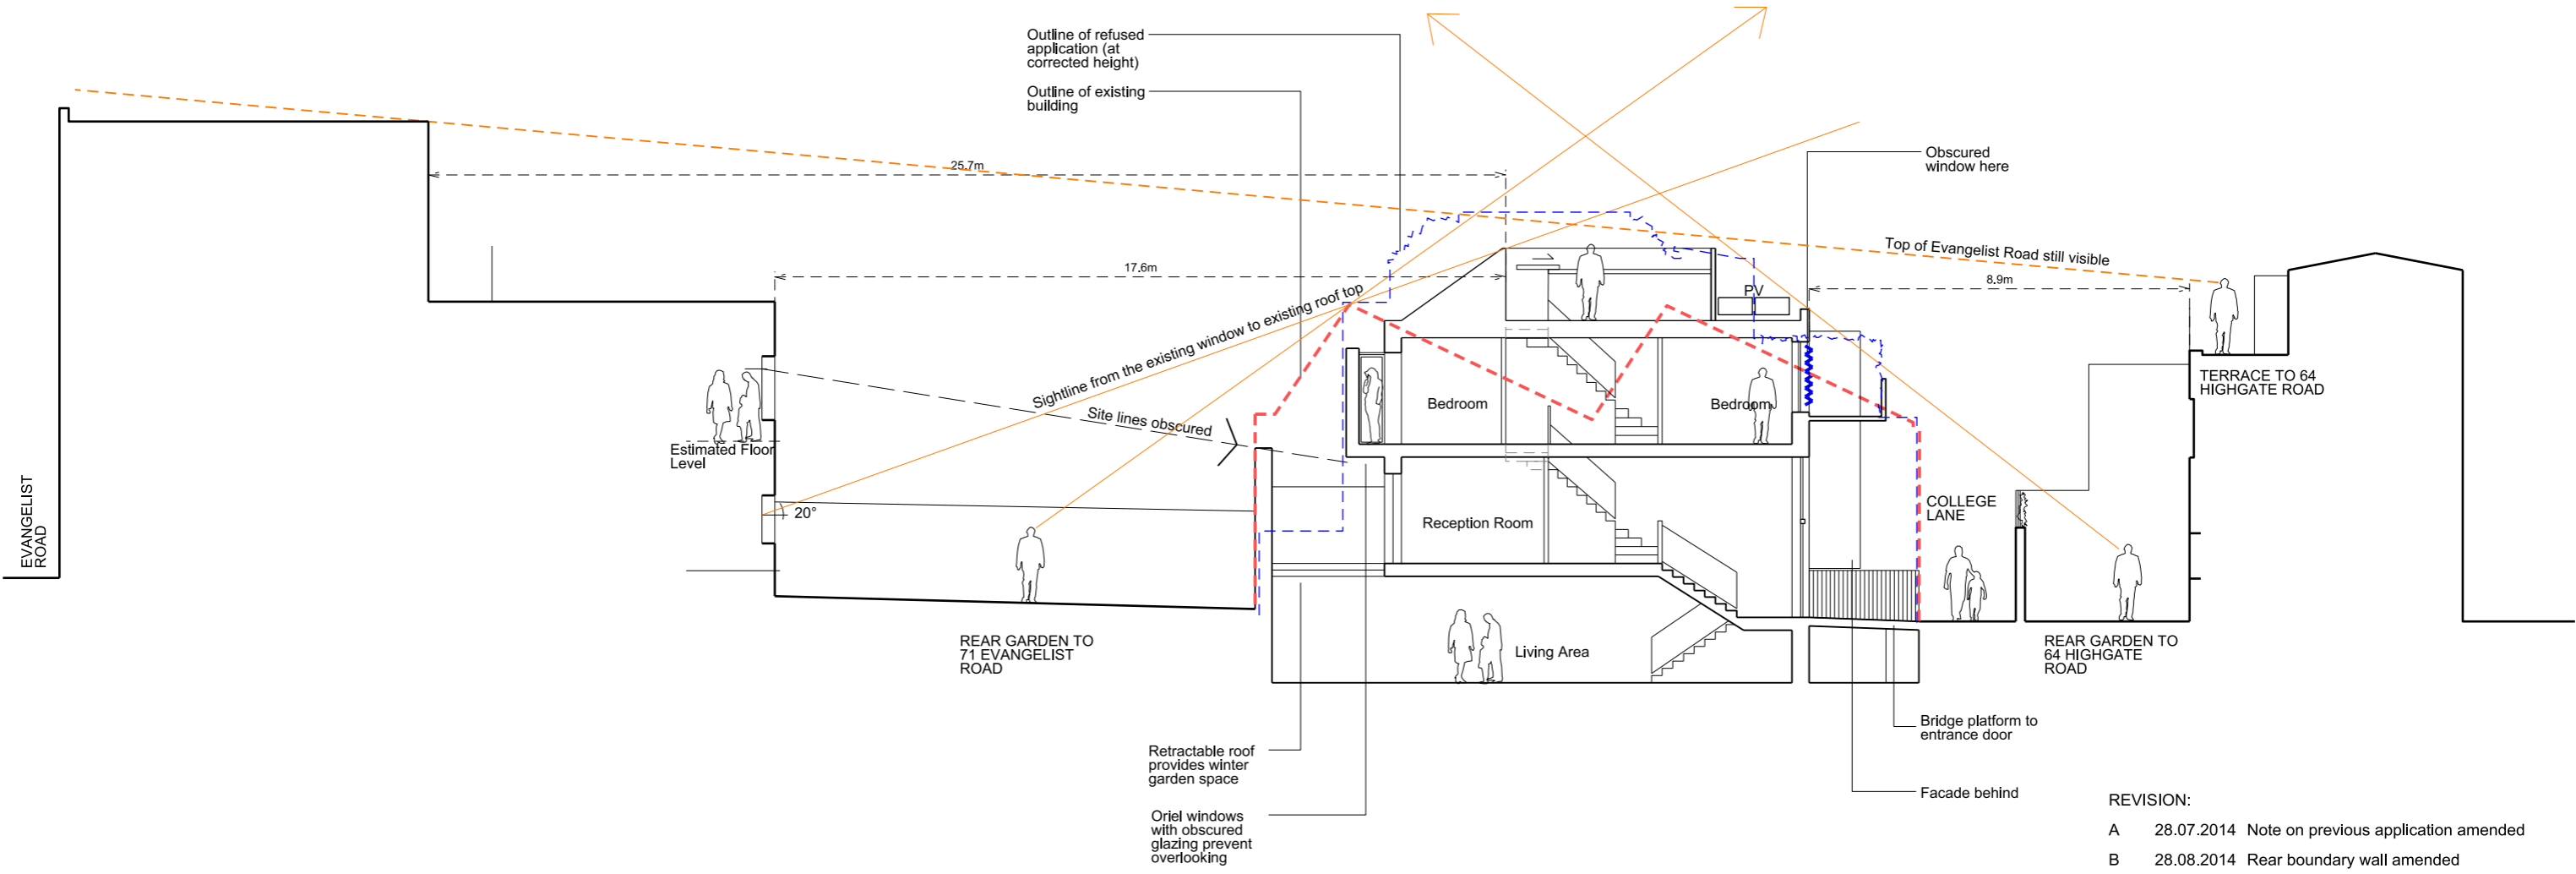 Outline of refused
application (at
corrected height)
Outline of existing
building
25.7m
Obscured
window here
Top of Evangelist Road still visible
17.6m
8.9m
PV
Sightline from the existing window to existing roof top
Site lines obscured
Bedroom
Bedroom
TERRACE TO 64
HIGHGATE ROAD
Estimated Floor
Level
EVANGELIST
ROAD
20°
Reception Room
COLLEGE
LANE
REAR GARDEN TO
71 EVANGELIST
ROAD
Living Area
REAR GARDEN TO
64 HIGHGATE
ROAD
Bridge platform to
entrance door
Retractable roof
provides winter
garden space
Facade behind
Oriel windows
with obscured
glazing prevent
overlooking
REVISION:
A 28.07.2014 Note on previous application amended
B 28.08.2014 Rear boundary wall amended